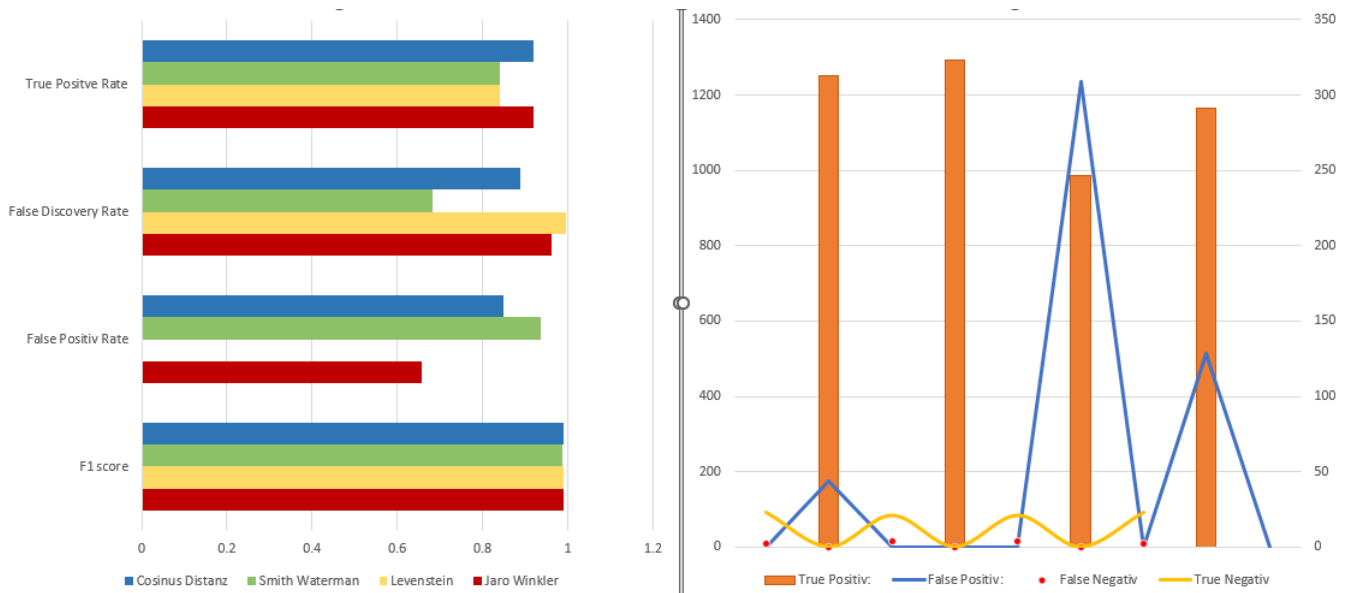 True Positve Rate
False Discovery Rate
False Positiv Rate
F1 score
0 0.2 0.4 0.6 0.8 1 1.2
Cosinus Distanz Smith Waterman Levenstein Jaro Winkler
1400 350
1200 300
1000 250
800 200
600 150
400 100
200 50
0 0
True Positiv: False Positiv: False Negativ True Negativ